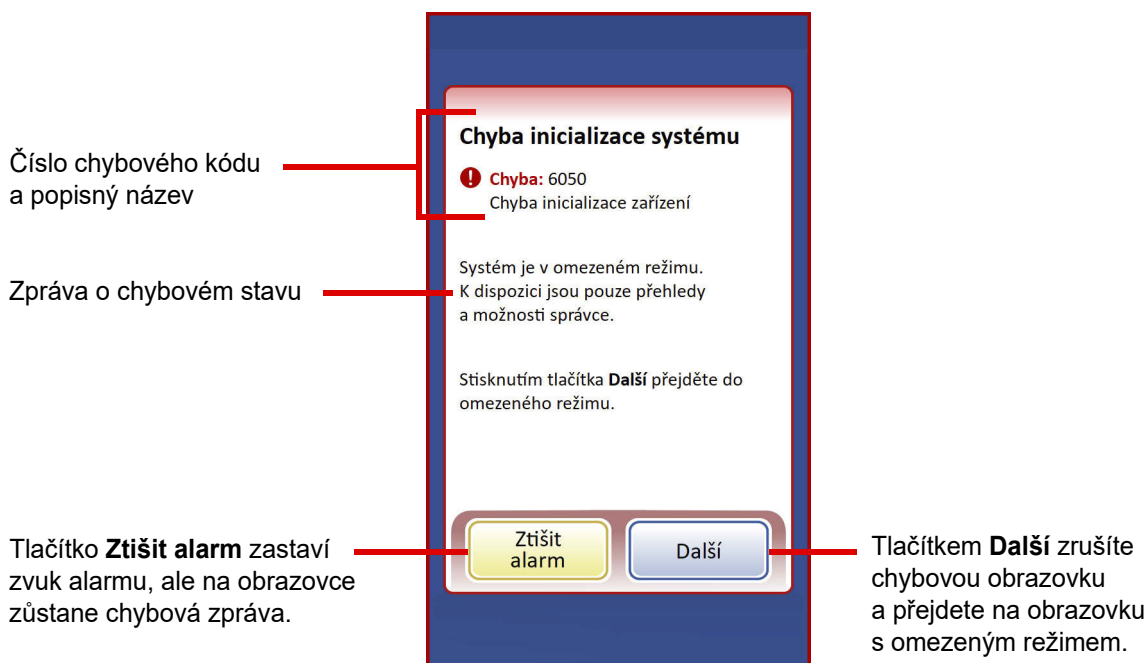 Číslo chybového kódu
a popisný název
Zpráva o chybovém stavu
Tlačítko Ztišit alarm zastaví
zvuk alarmu, ale na obrazovce
zůstane chybová zpráva.
Chyba inicializace systému
Chyba: 6050
Chyba inicializace zařízení
Systém je v omezeném režimu.
K dispozici jsou pouze přehledy
a možnosti správce.
Stisknutím tlačítka Další přejděte do
omezeného režimu.
Ztišit
alarm
Další
Tlačítkem Další zrušíte
chybovou obrazovku
a přejdete na obrazovku
s omezeným režimem.